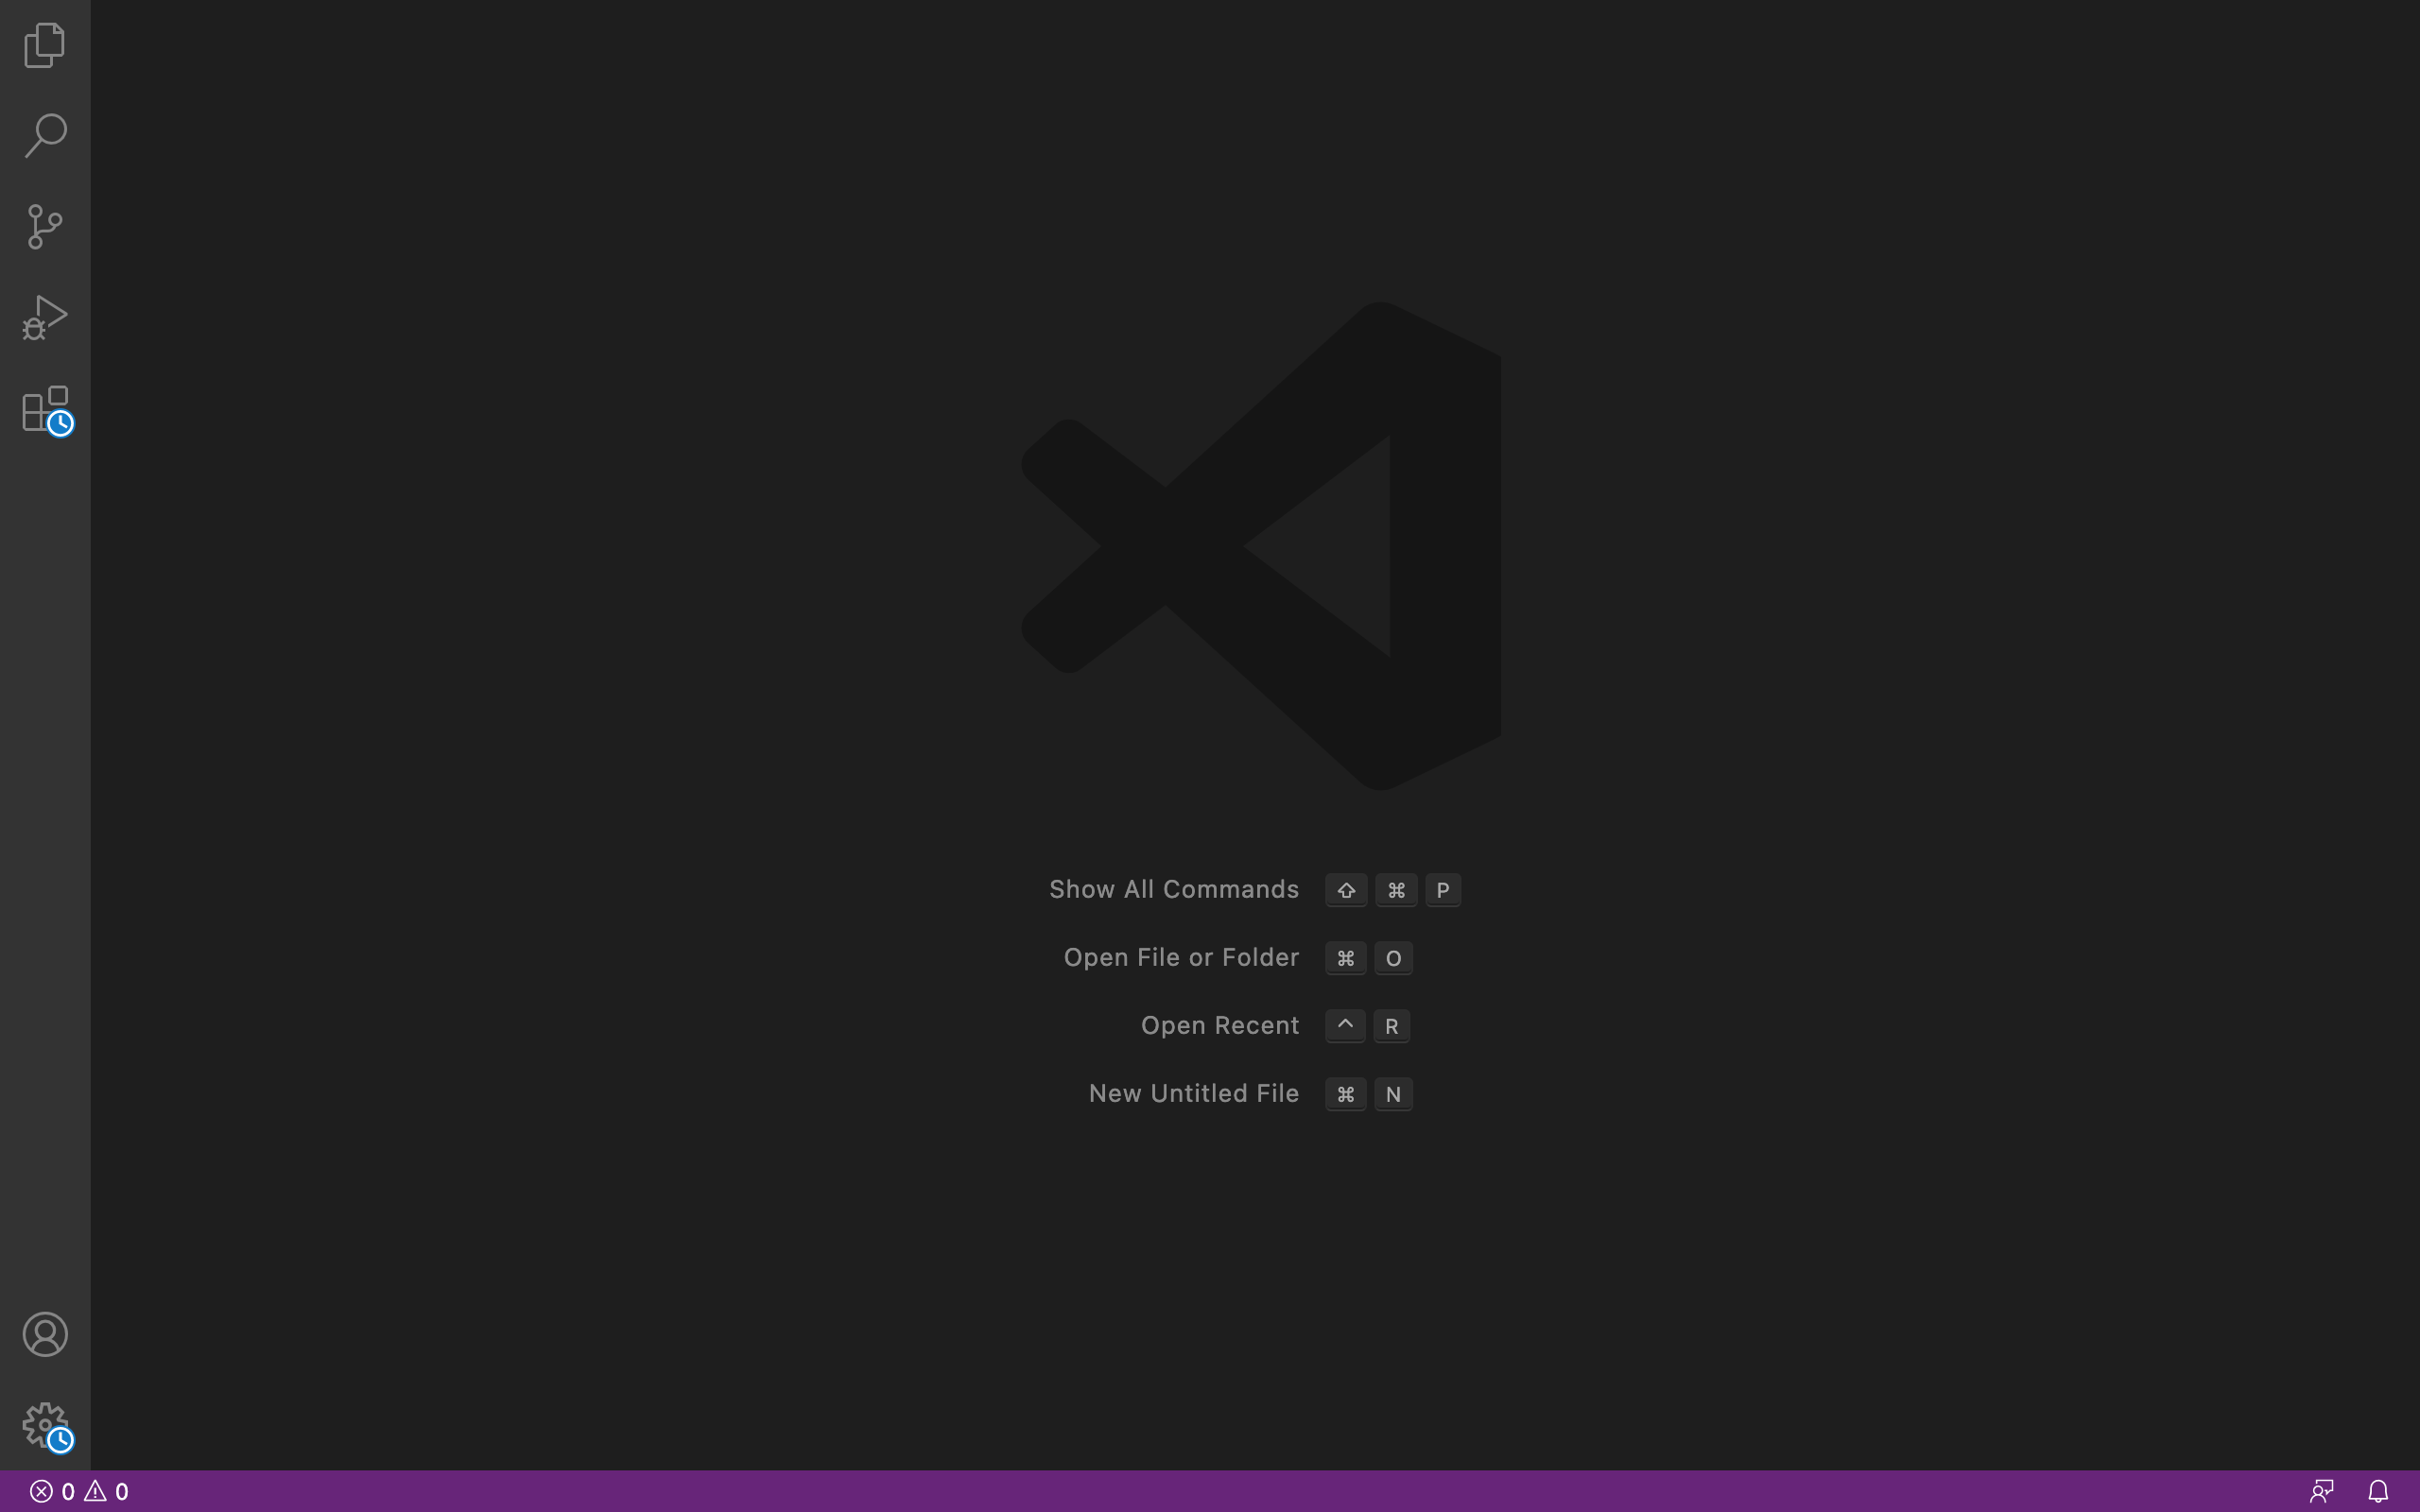 Show All Commands ⇧ ⌘ P
Open File or Folder ⌘ O
Open Recent ^ R
New Untitled File ⌘ N
0 0